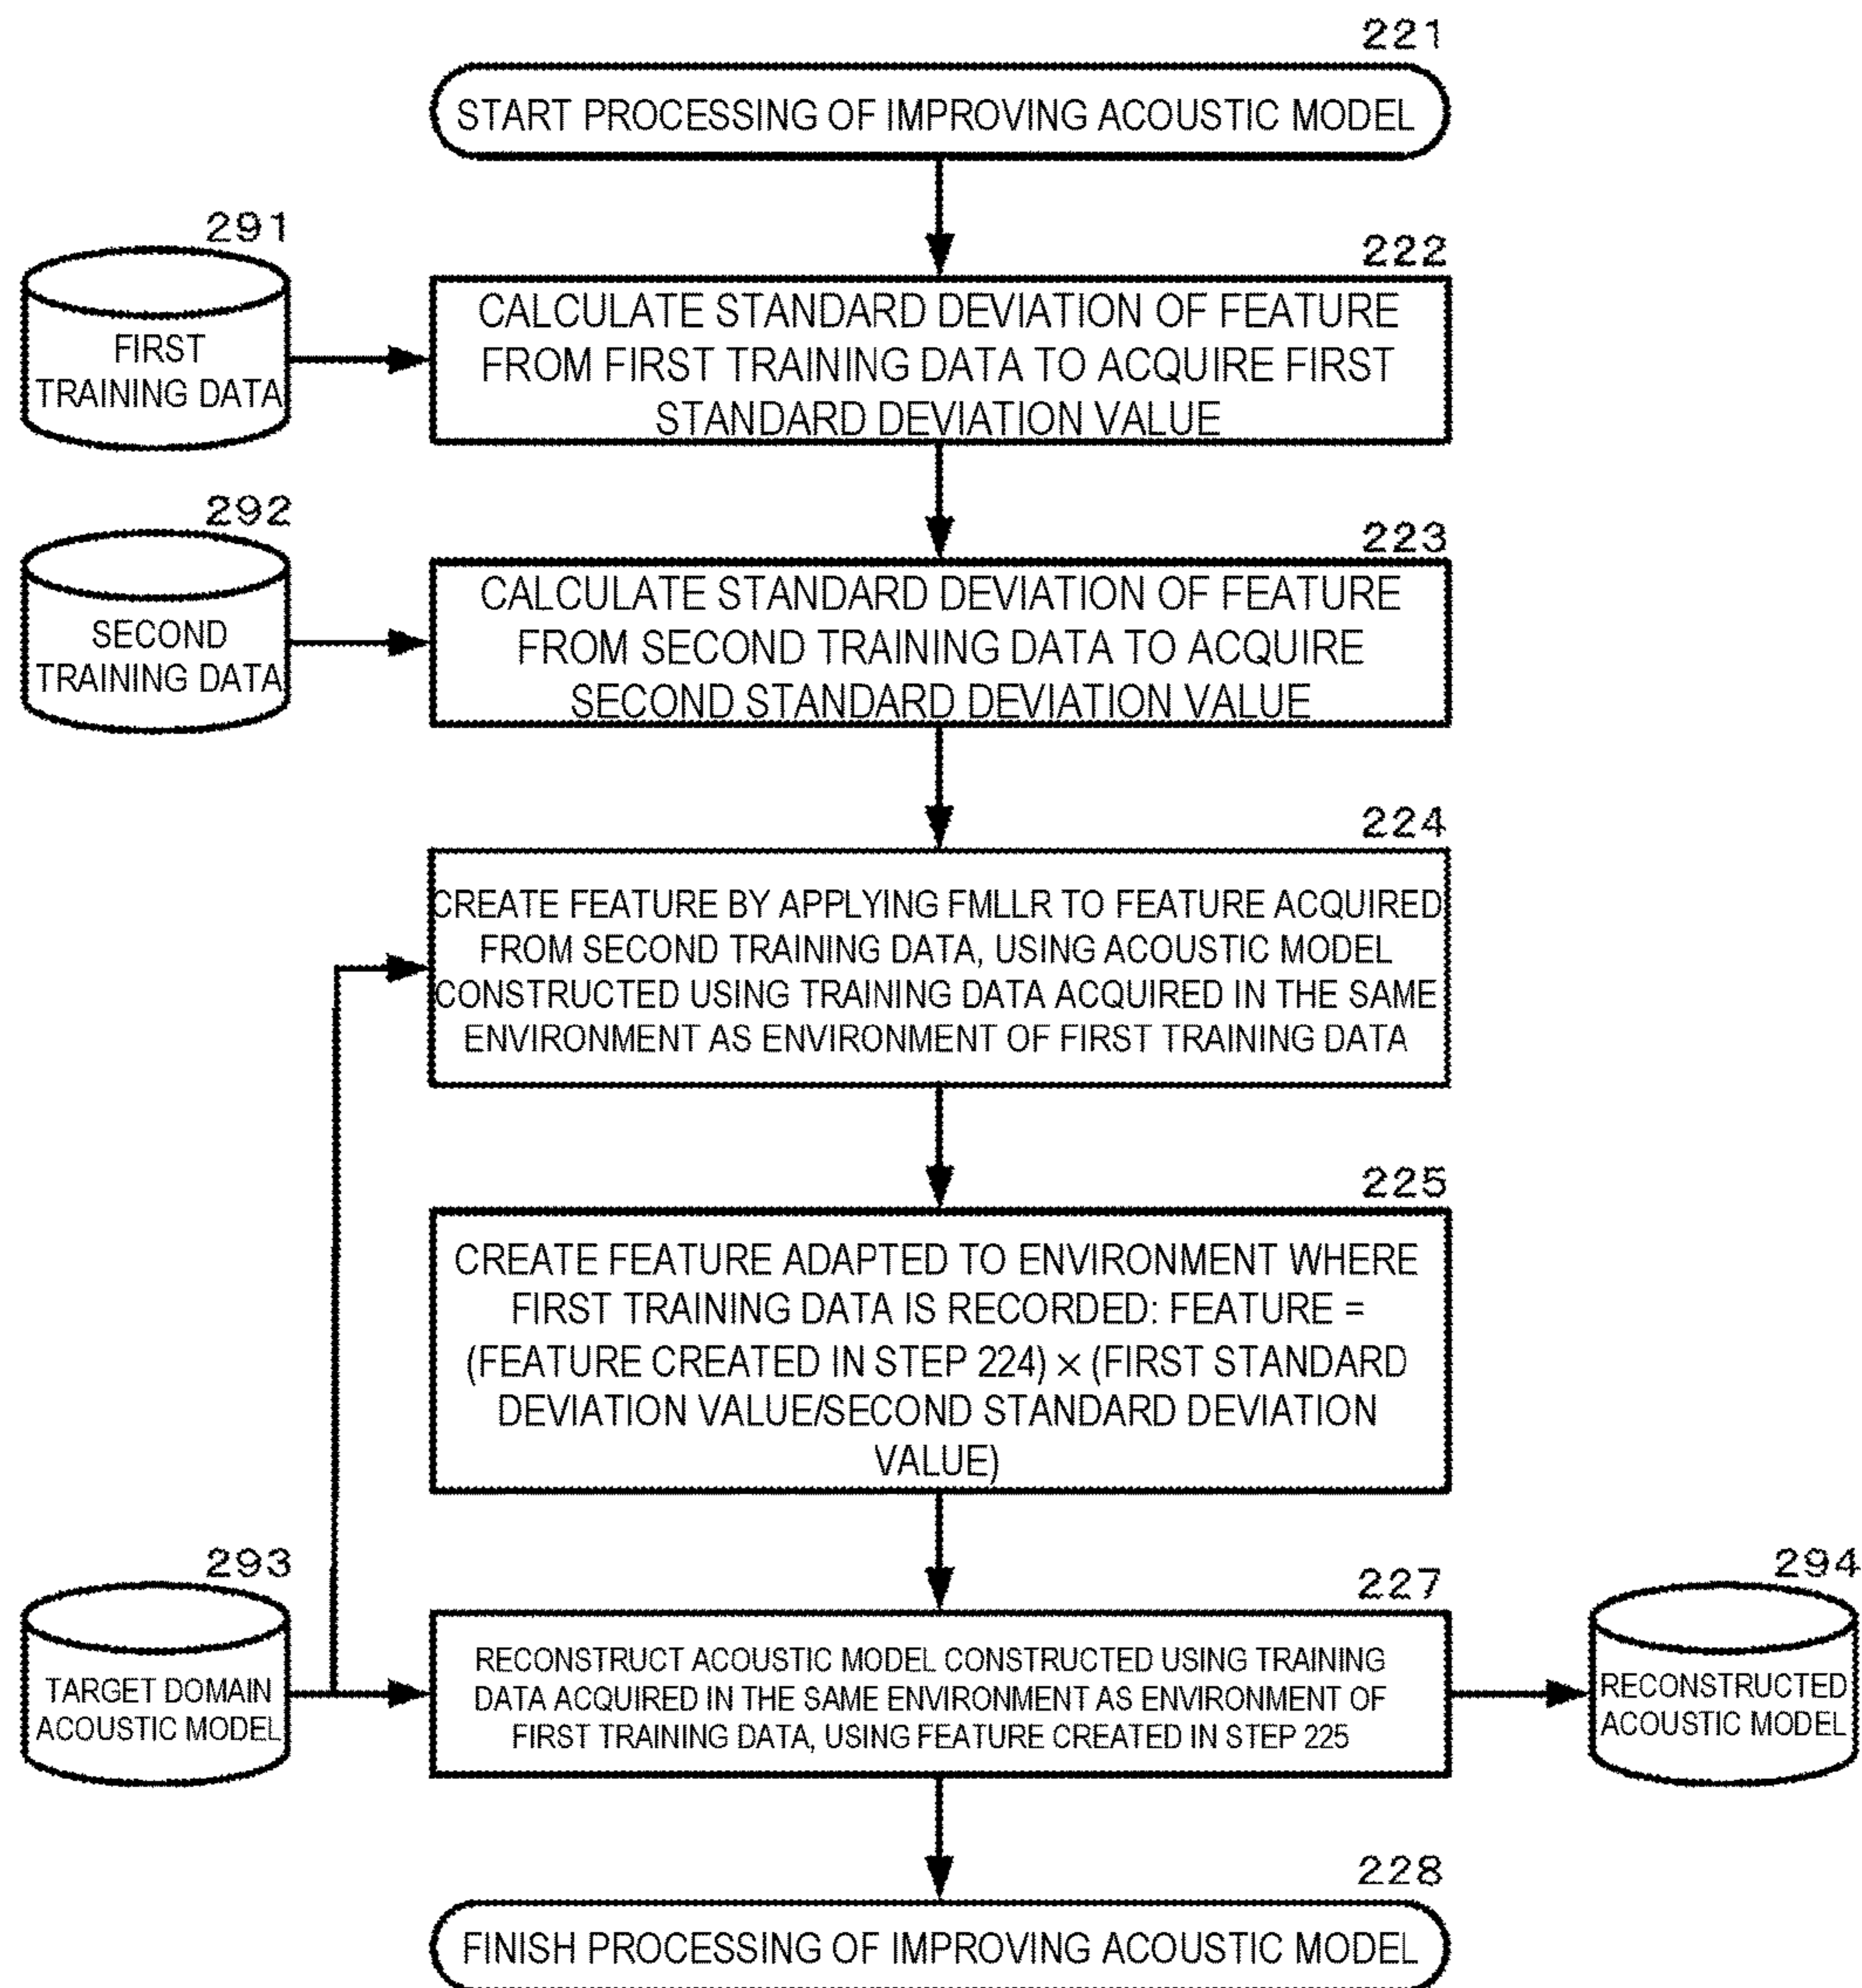 221
START PROCESSING OF IMPROVING ACOUSTIC MODEL
291
FIRST
TRAINING DATA
222
CALCULATE STANDARD DEVIATION OF FEATURE
FROM FIRST TRAINING DATA TO ACQUIRE FIRST
STANDARD DEVIATION VALUE
292
SECOND
TRAINING DATA
223
CALCULATE STANDARD DEVIATION OF FEATURE
FROM SECOND TRAINING DATA TO ACQUIRE
SECOND STANDARD DEVIATION VALUE
224
CREATE FEATURE BY APPLYING FMLLR TO FEATURE ACQUIRED
FROM SECOND TRAINING DATA, USING ACOUSTIC MODEL
CONSTRUCTED USING TRAINING DATA ACQUIRED IN THE SAME
ENVIRONMENT AS ENVIRONMENT OF FIRST TRAINING DATA
225
CREATE FEATURE ADAPTED TO ENVIRONMENT WHERE
FIRST TRAINING DATA IS RECORDED: FEATURE =
(FEATURE CREATED IN STEP 224) × (FIRST STANDARD
DEVIATION VALUE/SECOND STANDARD DEVIATION
VALUE)
293
TARGET DOMAIN
ACOUSTIC MODEL
227
RECONSTRUCT ACOUSTIC MODEL CONSTRUCTED USING TRAINING
DATA ACQUIRED IN THE SAME ENVIRONMENT AS ENVIRONMENT OF
FIRST TRAINING DATA, USING FEATURE CREATED IN STEP 225
294
RECONSTRUCTED
ACOUSTIC MODEL
228
FINISH PROCESSING OF IMPROVING ACOUSTIC MODEL